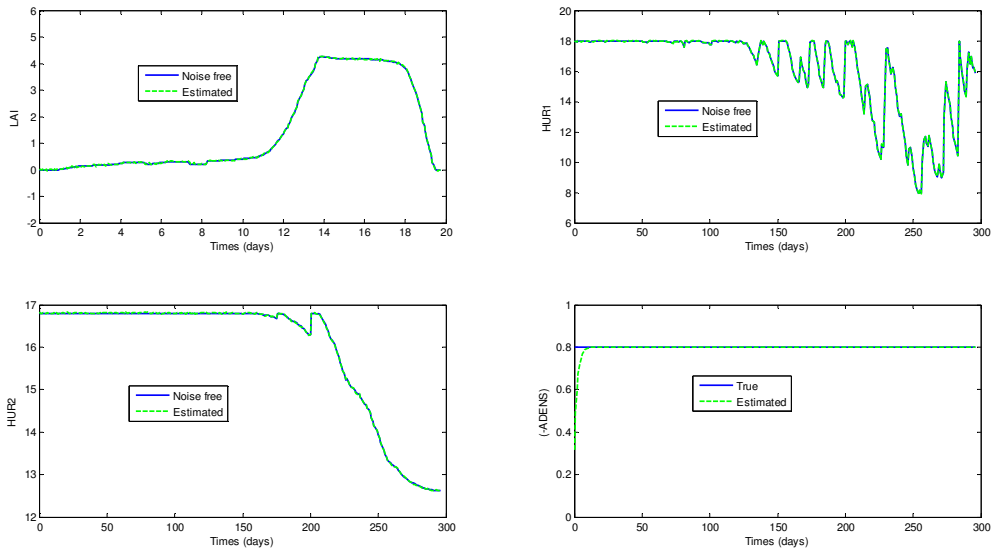 6
5
4
3
2
1
0
-1
-2
LAI
Noise free
Estimated
0 2 4 6 8 10 12 14 16 18 20
Times (days)
20
18
16
14
12
10
8
6
HUR1
Noise free
Estimated
0 50 100 150 200 250 300
Times (days)
17
16
15
14
13
12
HUR2
Noise free
Estimated
0 50 100 150 200 250 300
Times (days)
1
0.8
0.6
0.4
0.2
0
(-ADENS)
True
Estimated
0 50 100 150 200 250 300
Times (days)